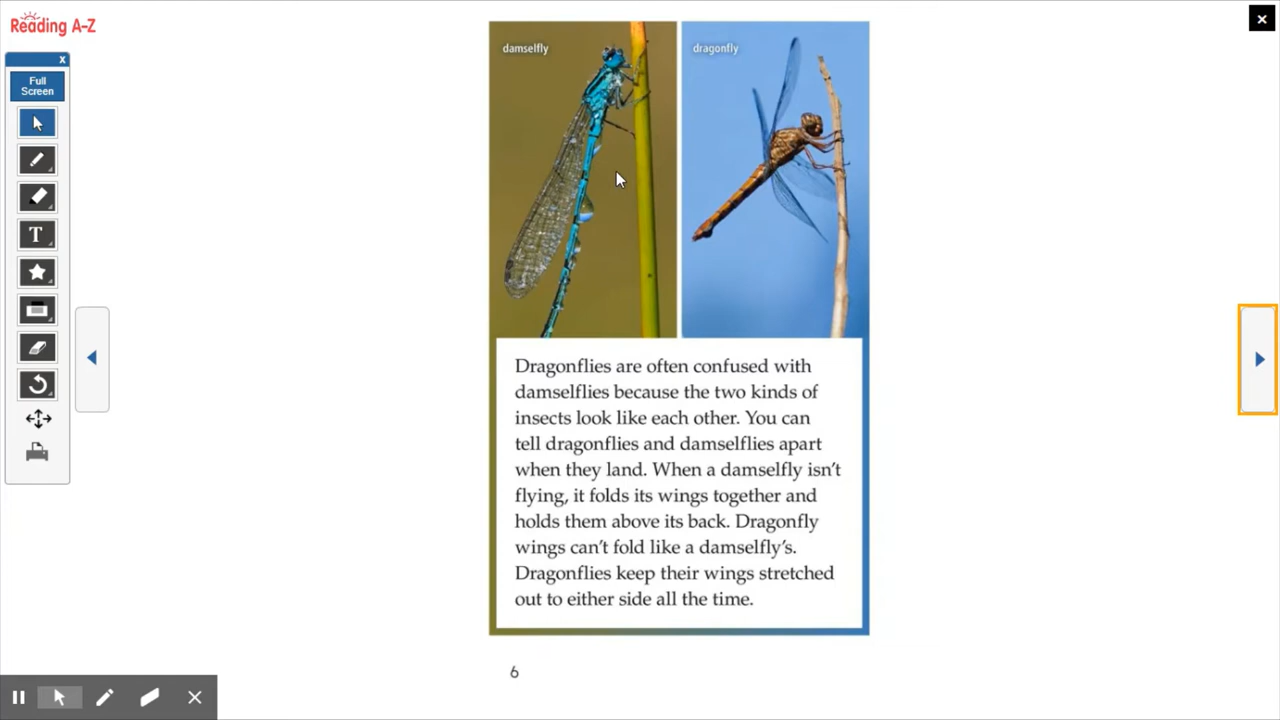 Reading A-Z
x
Full
Screen
T
damselfly
dragonfly
Dragonflies are often confused with
damselflies because the two kinds of
insects look like each other. You can
tell dragonflies and damselflies apart
when they land. When a damselfly isn't
flying, it folds its wings together and
holds them above its back. Dragonfly
wings can't fold like a damselfly's.
Dragonflies keep their wings stretched
out to either side all the time.
6